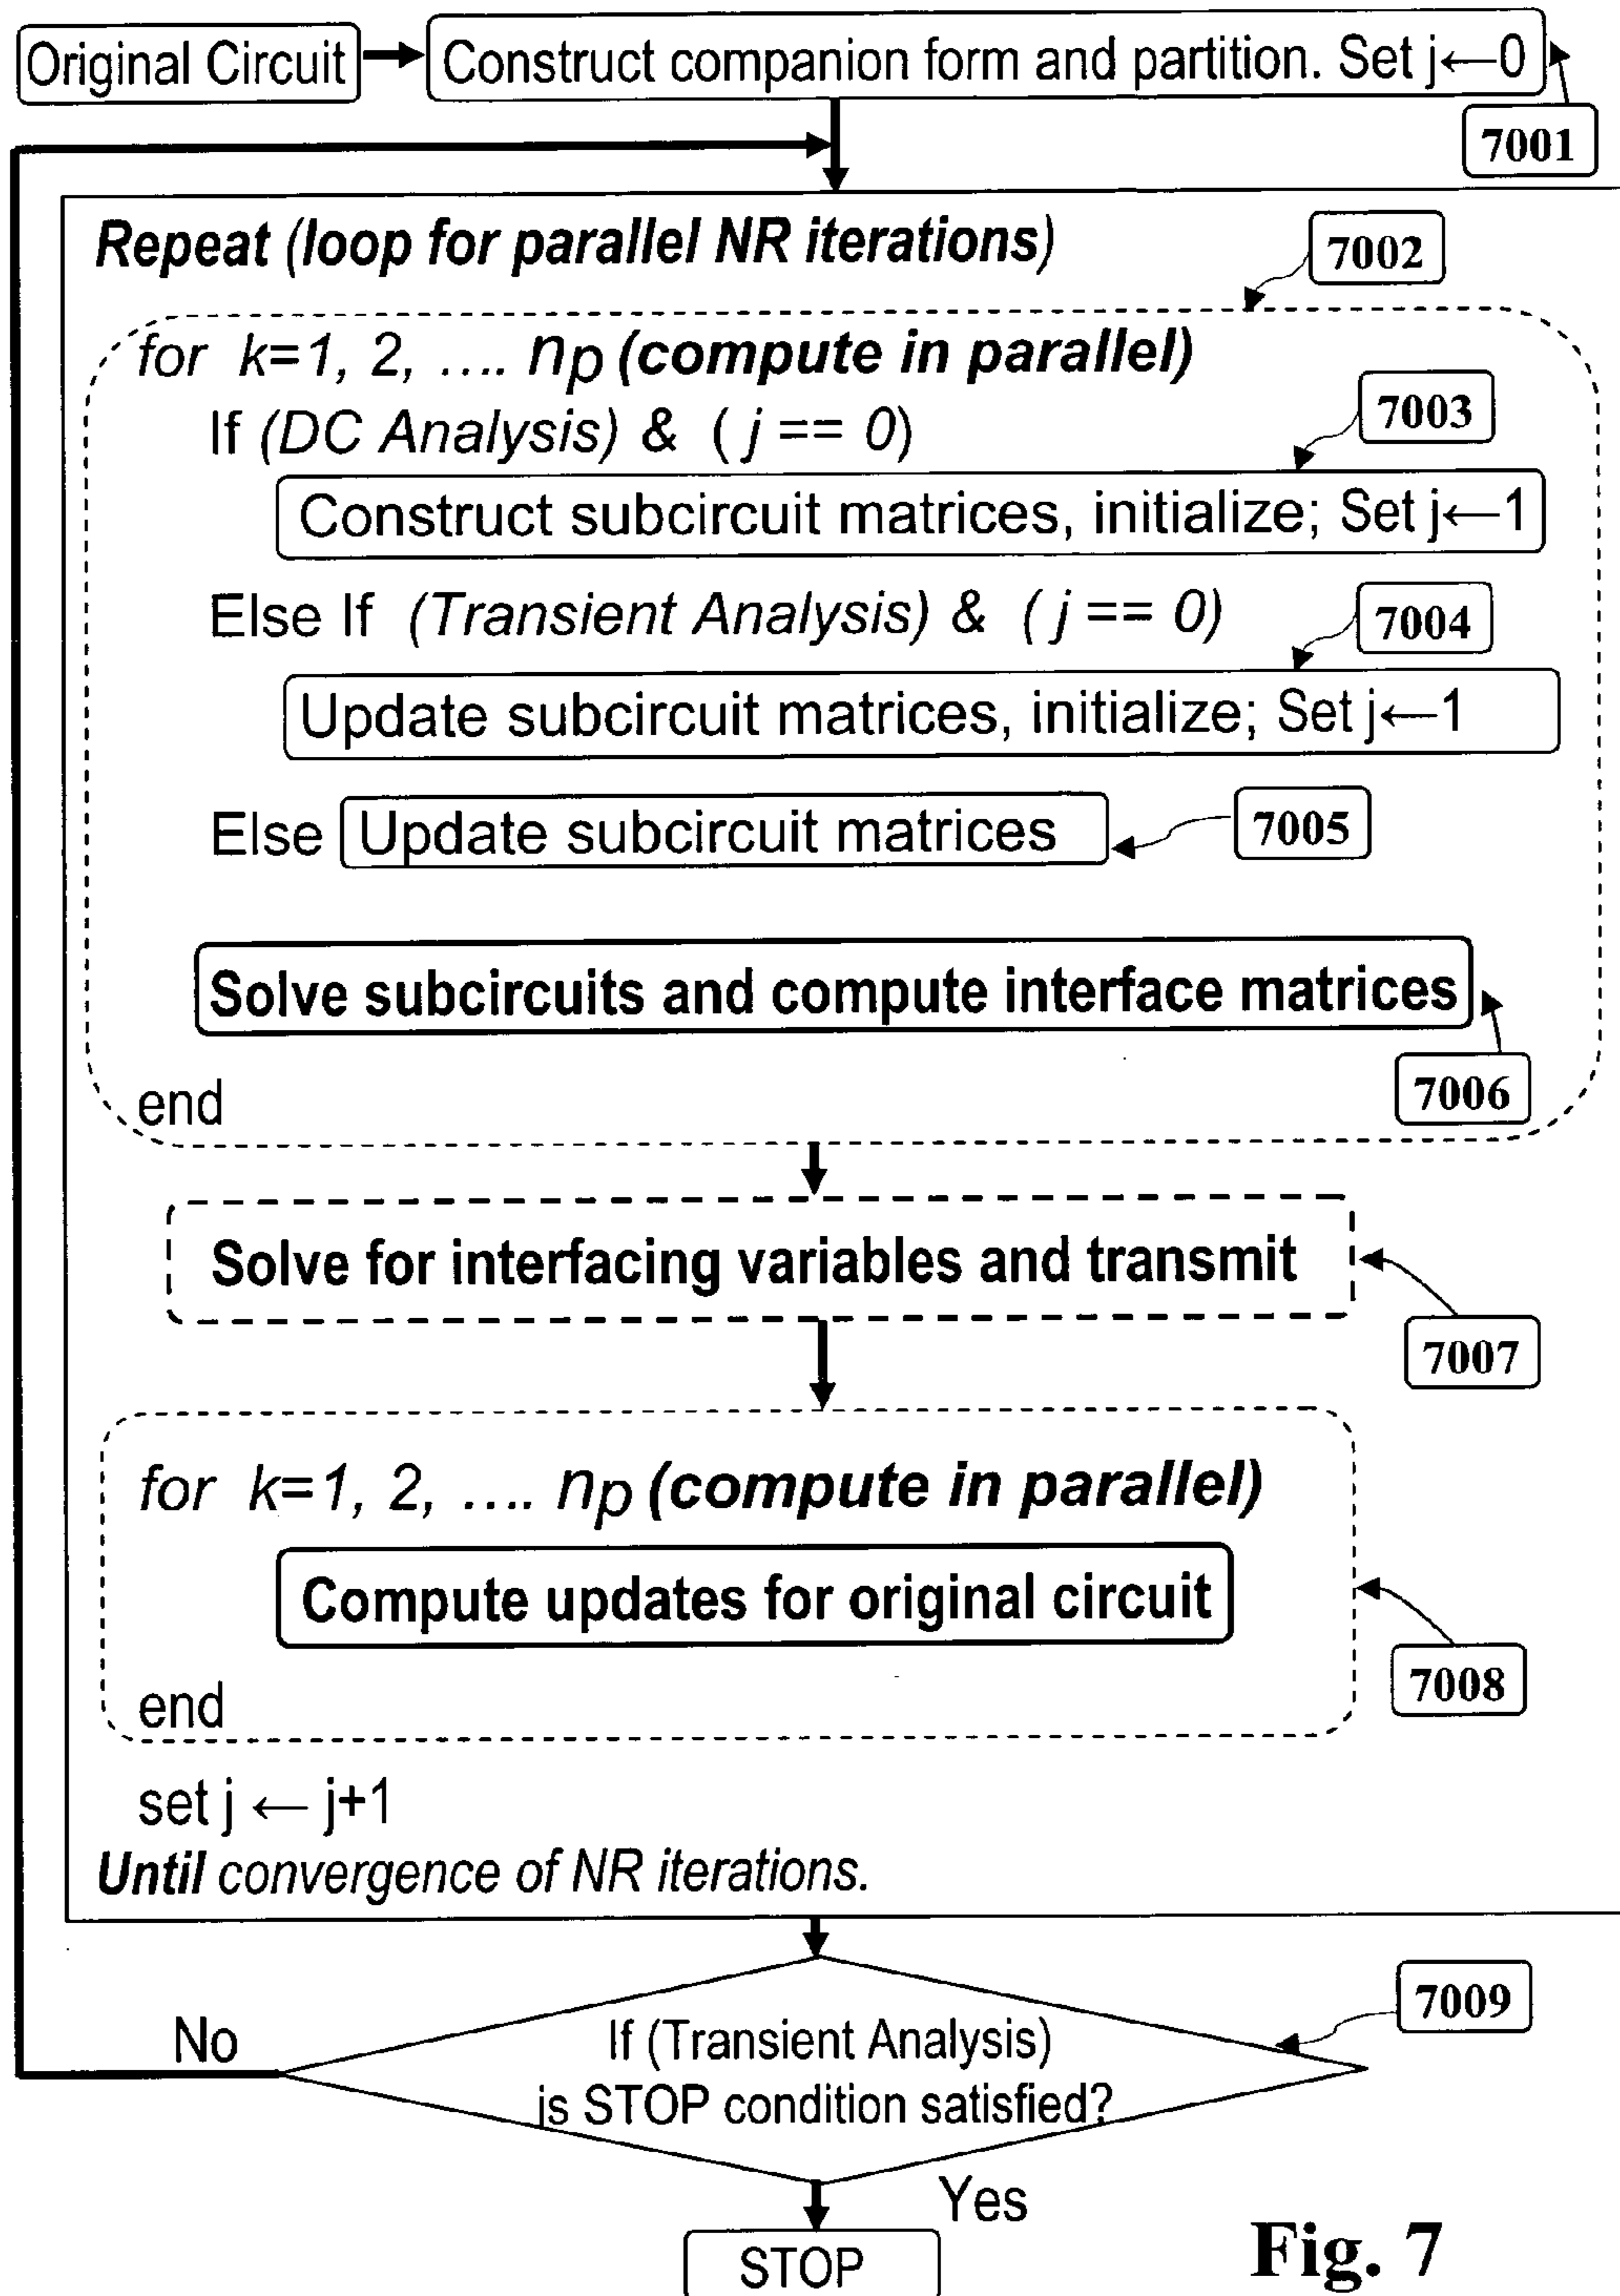 Original Circuit
Construct companion form and partition. Set j←0
7001
Repeat (loop for parallel NR iterations)
7002
for k=1, 2, .... np (compute in parallel)
If (DC Analysis) & ( j == 0)
7003
Construct subcircuit matrices, initialize; Set j←1
Else If (Transient Analysis) & ( j == 0)
7004
Update subcircuit matrices, initialize; Set j←1
Else Update subcircuit matrices
7005
Solve subcircuits and compute interface matrices
7006
end
Solve for interfacing variables and transmit
7007
for k=1, 2, .... np (compute in parallel)
Compute updates for original circuit
7008
end
set j ← j+1
Until convergence of NR iterations.
7009
No
If (Transient Analysis)
is STOP condition satisfied?
Yes
STOP
Fig. 7